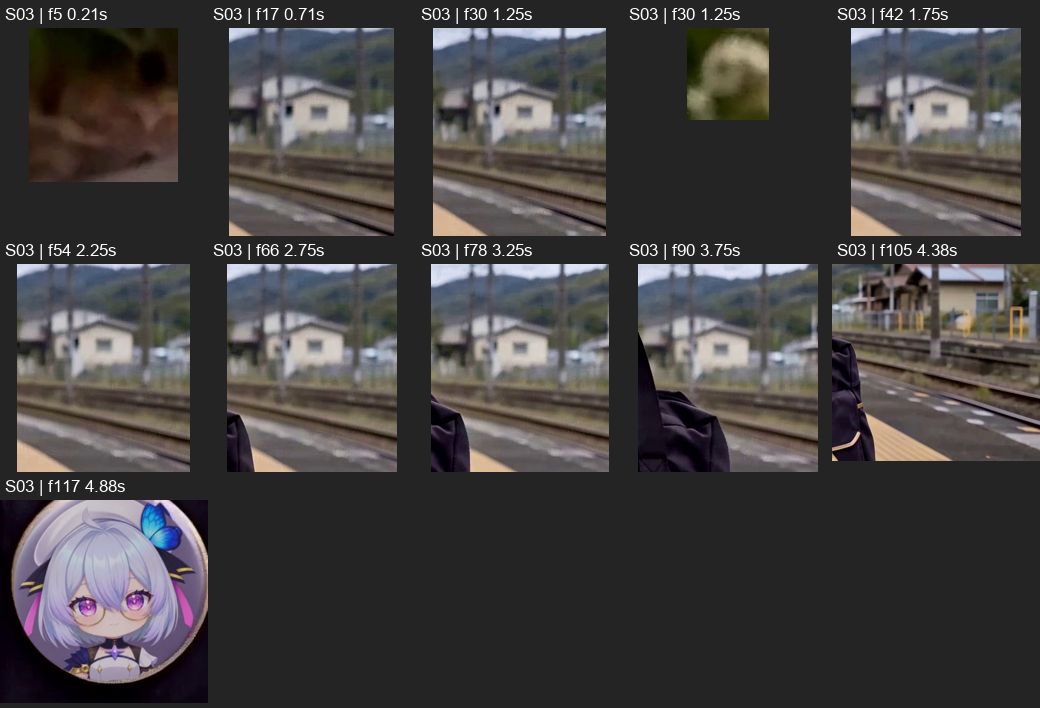 S03 | f5 0.21s
S03 | f17 0.71s
S03 | f30 1.25s
S03 | f30 1.25s
S03 | f42 1.75s
S03 | f54 2.25s
S03 | f66 2.75s
S03 | f78 3.25s
S03 | f90 3.75s
S03 | f105 4.38s
S03 | f117 4.88s